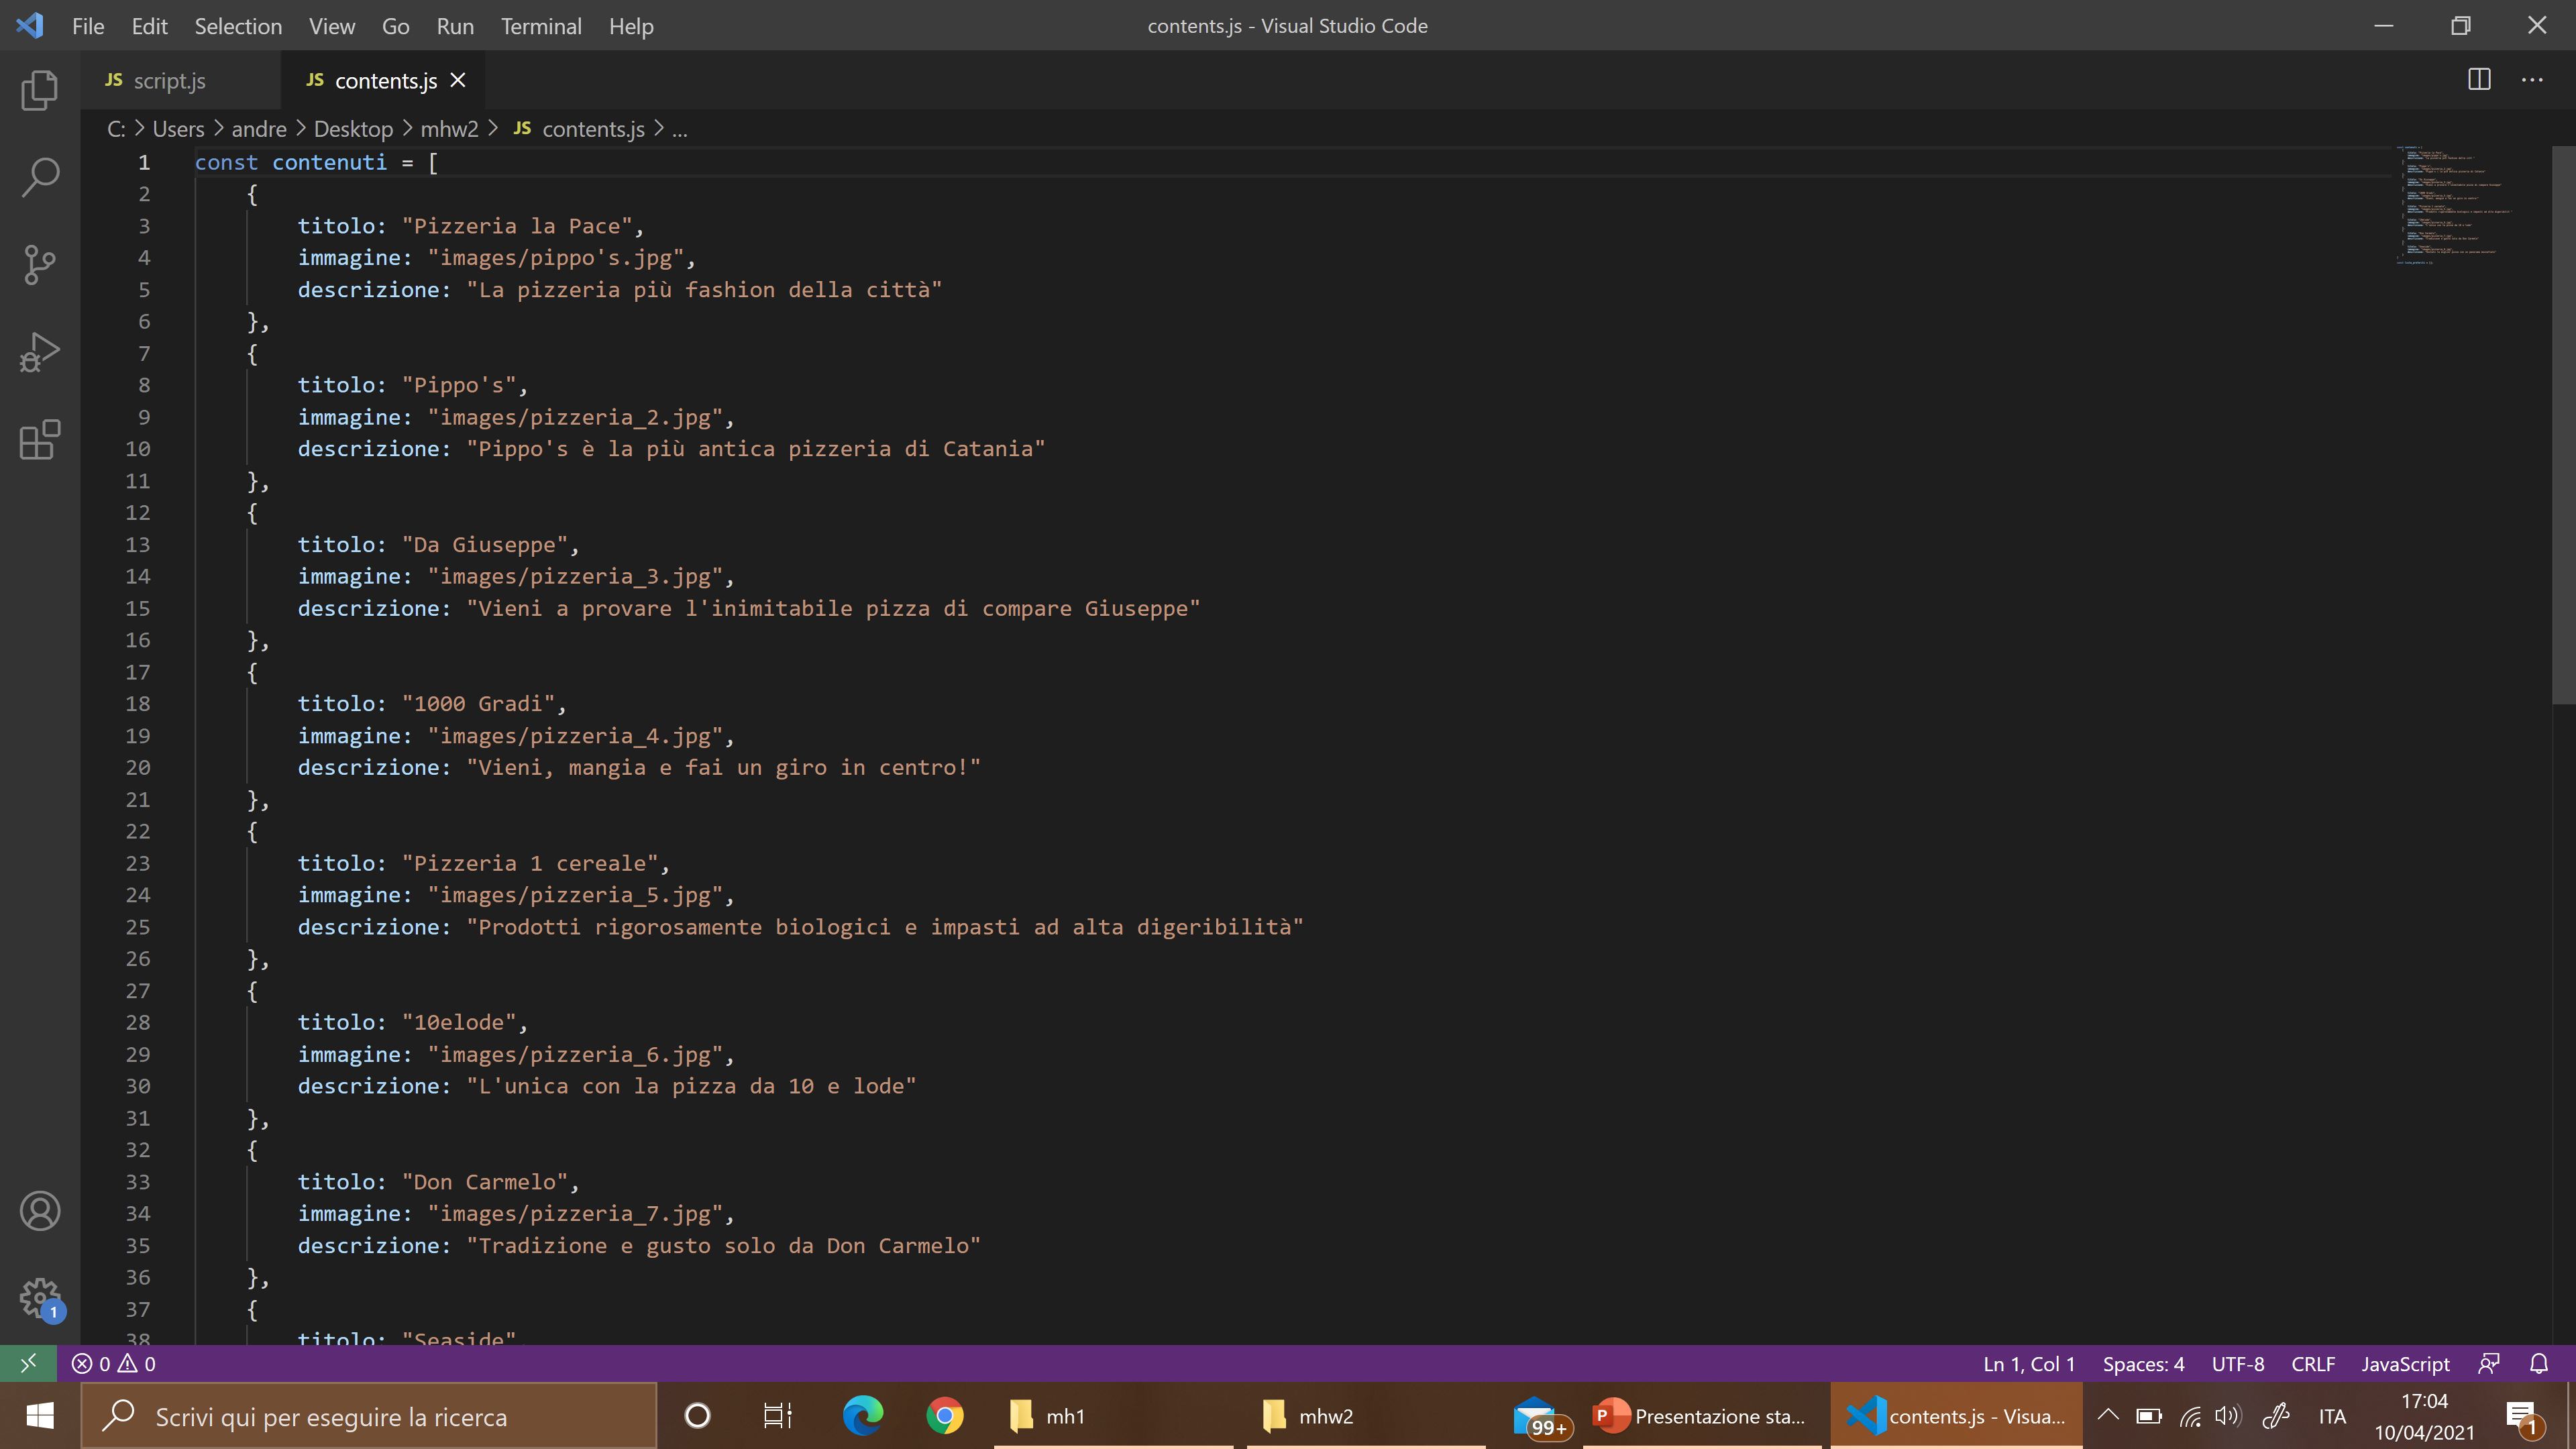 File Edit Selection View Go Run Terminal Help contents.js - Visual Studio Code
JS script.js JS contents.js
C: > Users > andre > Desktop > mhw2 > JS contents.js > ...
1 const contenuti = [
2 {
3 titolo: "Pizzeria la Pace",
4 immagine: "images/pippo's.jpg",
5 descrizione: "La pizzeria più fashion della città"
6 },
7 {
8 titolo: "Pippo's",
9 immagine: "images/pizzeria_2.jpg",
10 descrizione: "Pippo's è la più antica pizzeria di Catania"
11 },
12 {
13 titolo: "Da Giuseppe",
14 immagine: "images/pizzeria_3.jpg",
15 descrizione: "Vieni a provare l'inimitabile pizza di compare Giuseppe"
16 },
17 {
18 titolo: "1000 Gradi",
19 immagine: "images/pizzeria_4.jpg",
20 descrizione: "Vieni, mangia e fai un giro in centro!"
21 },
22 {
23 titolo: "Pizzeria 1 cereale",
24 immagine: "images/pizzeria_5.jpg",
25 descrizione: "Prodotti rigorosamente biologici e impasti ad alta digeribilità"
26 },
27 {
28 titolo: "10elode",
29 immagine: "images/pizzeria_6.jpg",
30 descrizione: "L'unica con la pizza da 10 e lode"
31 },
32 {
33 titolo: "Don Carmelo",
34 immagine: "images/pizzeria_7.jpg",
35 descrizione: "Tradizione e gusto solo da Don Carmelo"
36 },
37 {
38 titolo: "Seaside"
1
0 0 Ln 1, Col 1 Spaces: 4 UTF-8 CRLF JavaScript
Scrivi qui per eseguire la ricerca mh1 mhw2 99+ Presentazione sta... contents.js - Visua... ITA 17:04 1
10/04/2021